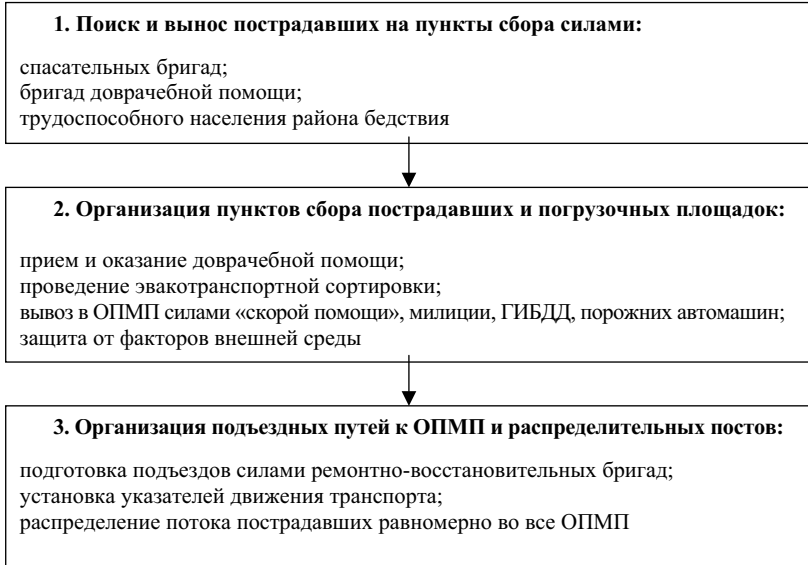 1. Поиск и вынос пострадавших на пункты сбора силами:
спасательных бригад;
бригад доврачебной помощи;
трудоспособного населения района бедствия
2. Организация пунктов сбора пострадавших и погрузочных площадок:
прием и оказание доврачебной помощи;
проведение эвакотранспортной сортировки;
вывоз в ОПМП силами «скорой помощи», милиции, ГИБДД, порожних автомашин;
защита от факторов внешней среды
3. Организация подъездных путей к ОПМП и распределительных постов:
подготовка подъездов силами ремонтно-восстановительных бригад;
установка указателей движения транспорта;
распределение потока пострадавших равномерно во все ОПМП